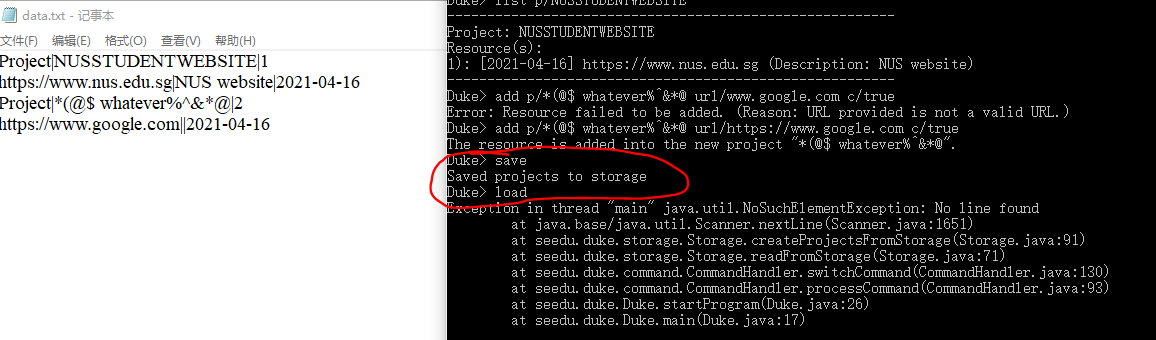 data.txt - 记事本
文件(F) 编辑(E) 格式(O) 查看(V) 帮助(H)
Project|NUSSTUDENTWEBSITE|1
https://www.nus.edu.sg|NUS website|2021-04-16
Project|*(@$ whatever%^&*@|2
https://www.google.com||2021-04-16
Duke> list p/NUSSTUDENTWEBSITE
----------------------------------------------------------
Project: NUSSTUDENTWEBSITE
Resource(s):
1): [2021-04-16] https://www.nus.edu.sg (Description: NUS website)
----------------------------------------------------------
Duke> add p/*(@$ whatever%^&*@ url/www.google.com c/true
Error: Resource failed to be added. (Reason: URL provided is not a valid URL.)
Duke> add p/*(@$ whatever%^&*@ url/https://www.google.com c/true
The resource is added into the new project "*(@$ whatever%^&*@".
Duke> save
Saved projects to storage
Duke> load
Exception in thread "main" java.util.NoSuchElementException: No line found
at java.base/java.util.Scanner.nextLine(Scanner.java:1651)
at seedu.duke.storage.Storage.createProjectsFromStorage(Storage.java:91)
at seedu.duke.storage.Storage.readFromStorage(Storage.java:71)
at seedu.duke.command.CommandHandler.switchCommand(CommandHandler.java:130)
at seedu.duke.command.CommandHandler.processCommand(CommandHandler.java:93)
at seedu.duke.Duke.startProgram(Duke.java:26)
at seedu.duke.Duke.main(Duke.java:17)